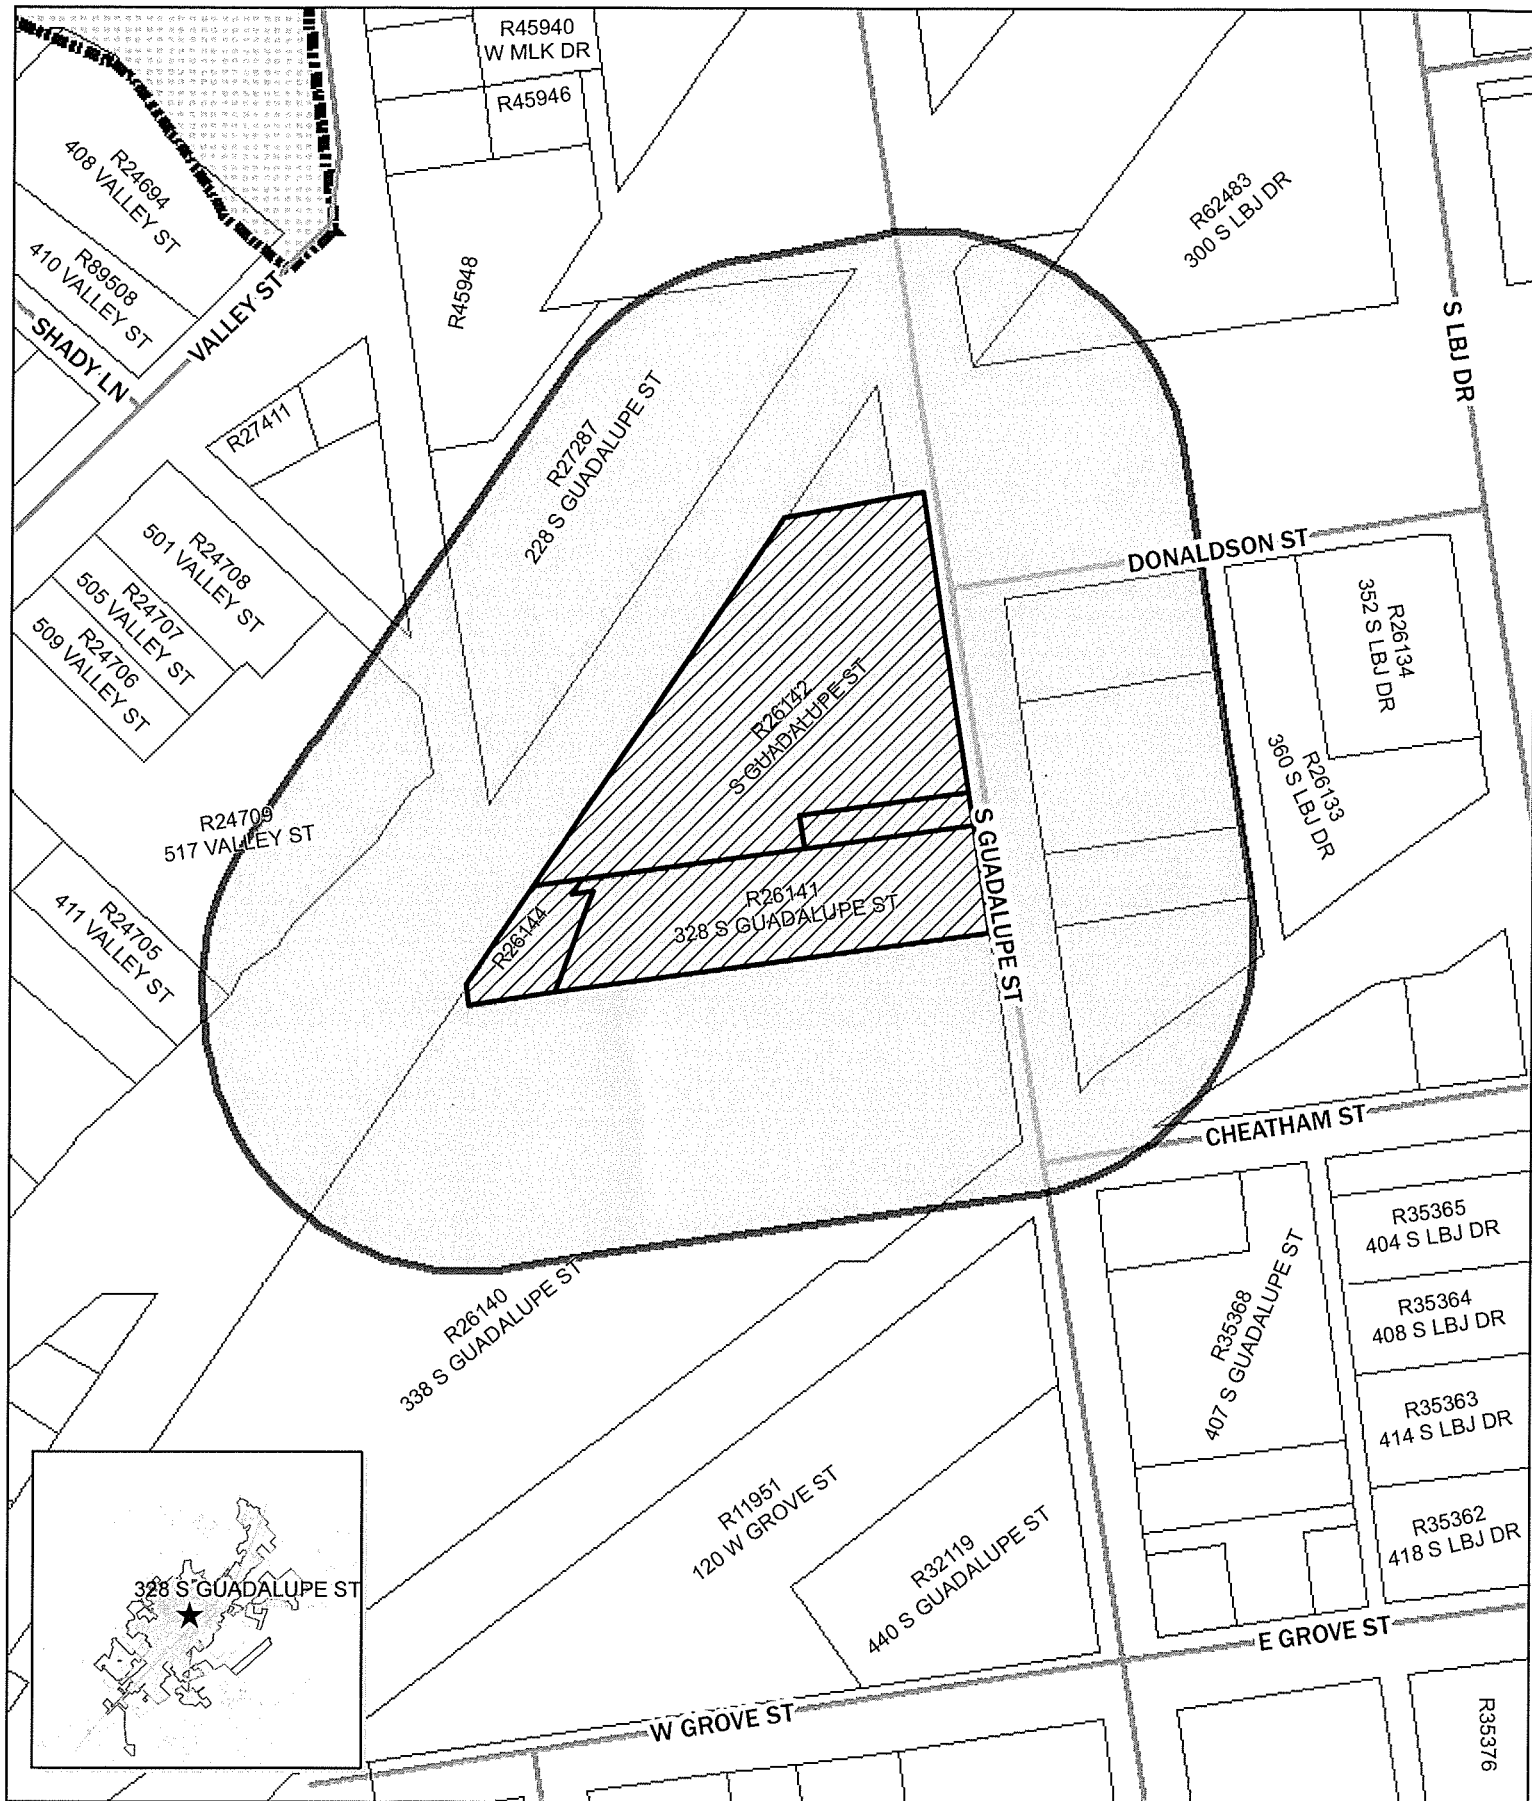 R45940
W MLK DR
R45946
R24694
408 VALLEY ST
R89508
410 VALLEY ST
SHADY LN
VALLEY ST
R45948
R62483
300 S LBJ DR
S LBJ DR
R27411
R27287
228 S GUADALUPE ST
R24708
501 VALLEY ST
R24707
505 VALLEY ST
R24706
509 VALLEY ST
DONALDSON ST
R26134
352 S LBJ DR
R26142
S GUADALUPE ST
R26133
360 S LBJ DR
R24709
517 VALLEY ST
S GUADALUPE ST
R26141
328 S GUADALUPE ST
R26144
R24705
411 VALLEY ST
CHEATHAM ST
R35365
404 S LBJ DR
R26140
338 S GUADALUPE ST
R35368
407 S GUADALUPE ST
R35364
408 S LBJ DR
R35363
414 S LBJ DR
R11951
120 W GROVE ST
R32119
440 S GUADALUPE ST
R35362
418 S LBJ DR
328 S GUADALUPE ST
E GROVE ST
W GROVE ST
R35376